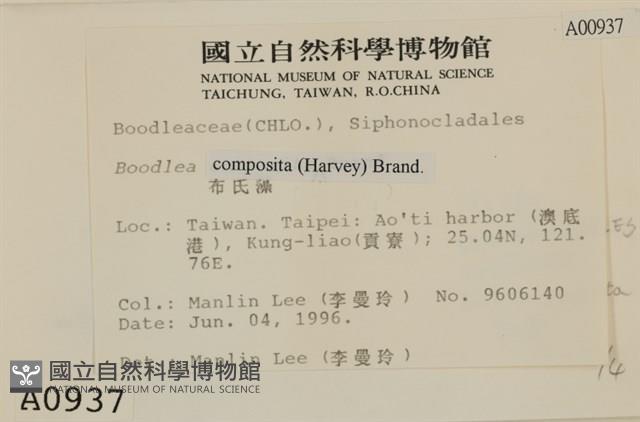 A00937
國立自然科學博物館
NATIONAL MUSEUM OF NATURAL SCIENCE
TAICHUNG, TAIWAN, R.O.CHINA
Boodleaceae(CHLO.), Siphonocladales
Boodlea composita (Harvey) Brand.
布氏藻
Loc.: Taiwan. Taipei: Ao'ti harbor (澳底
港), Kung-liao(貢寮); 25.04N, 121.
76E.
Col.: Manlin Lee (李曼玲) No. 9606140
Date: Jun. 04, 1996.
Det.: Manlin Lee (李曼玲)
國立自然科學博物館
NATIONAL MUSEUM OF NATURAL SCIENCE
A0937
14